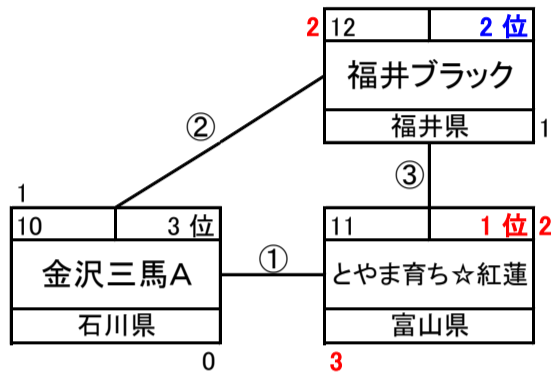 2 12 2 位
福井ブラック
福井県 1
②
③
1
10 3 位
11 1 位 2
金沢三馬A
①
とやま育ち☆紅蓮
石川県
富山県
0
3